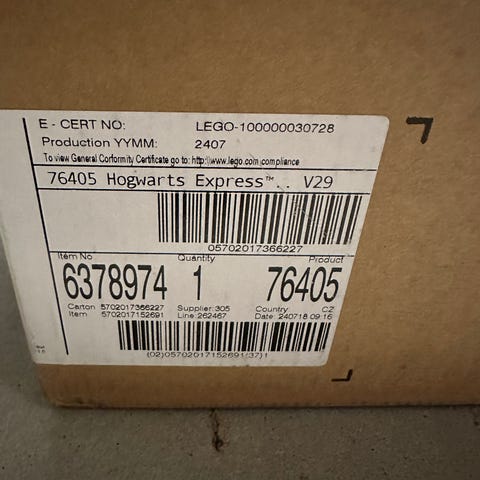 E - CERT NO: LEGO-100000030728
Production YYMM: 2407
To view General Conformity Certificate go to: http://www.lego.com/compliance
76405 Hogwarts Express™.. V29
05702017366227
Item No Quantity Product
6378974 1 76405
Carton 5702017366227 Supplier: 305 Country CZ
Item 5702017152691 Line: 262467 Date: 240718 09:16
(02)05702017152691(37)1